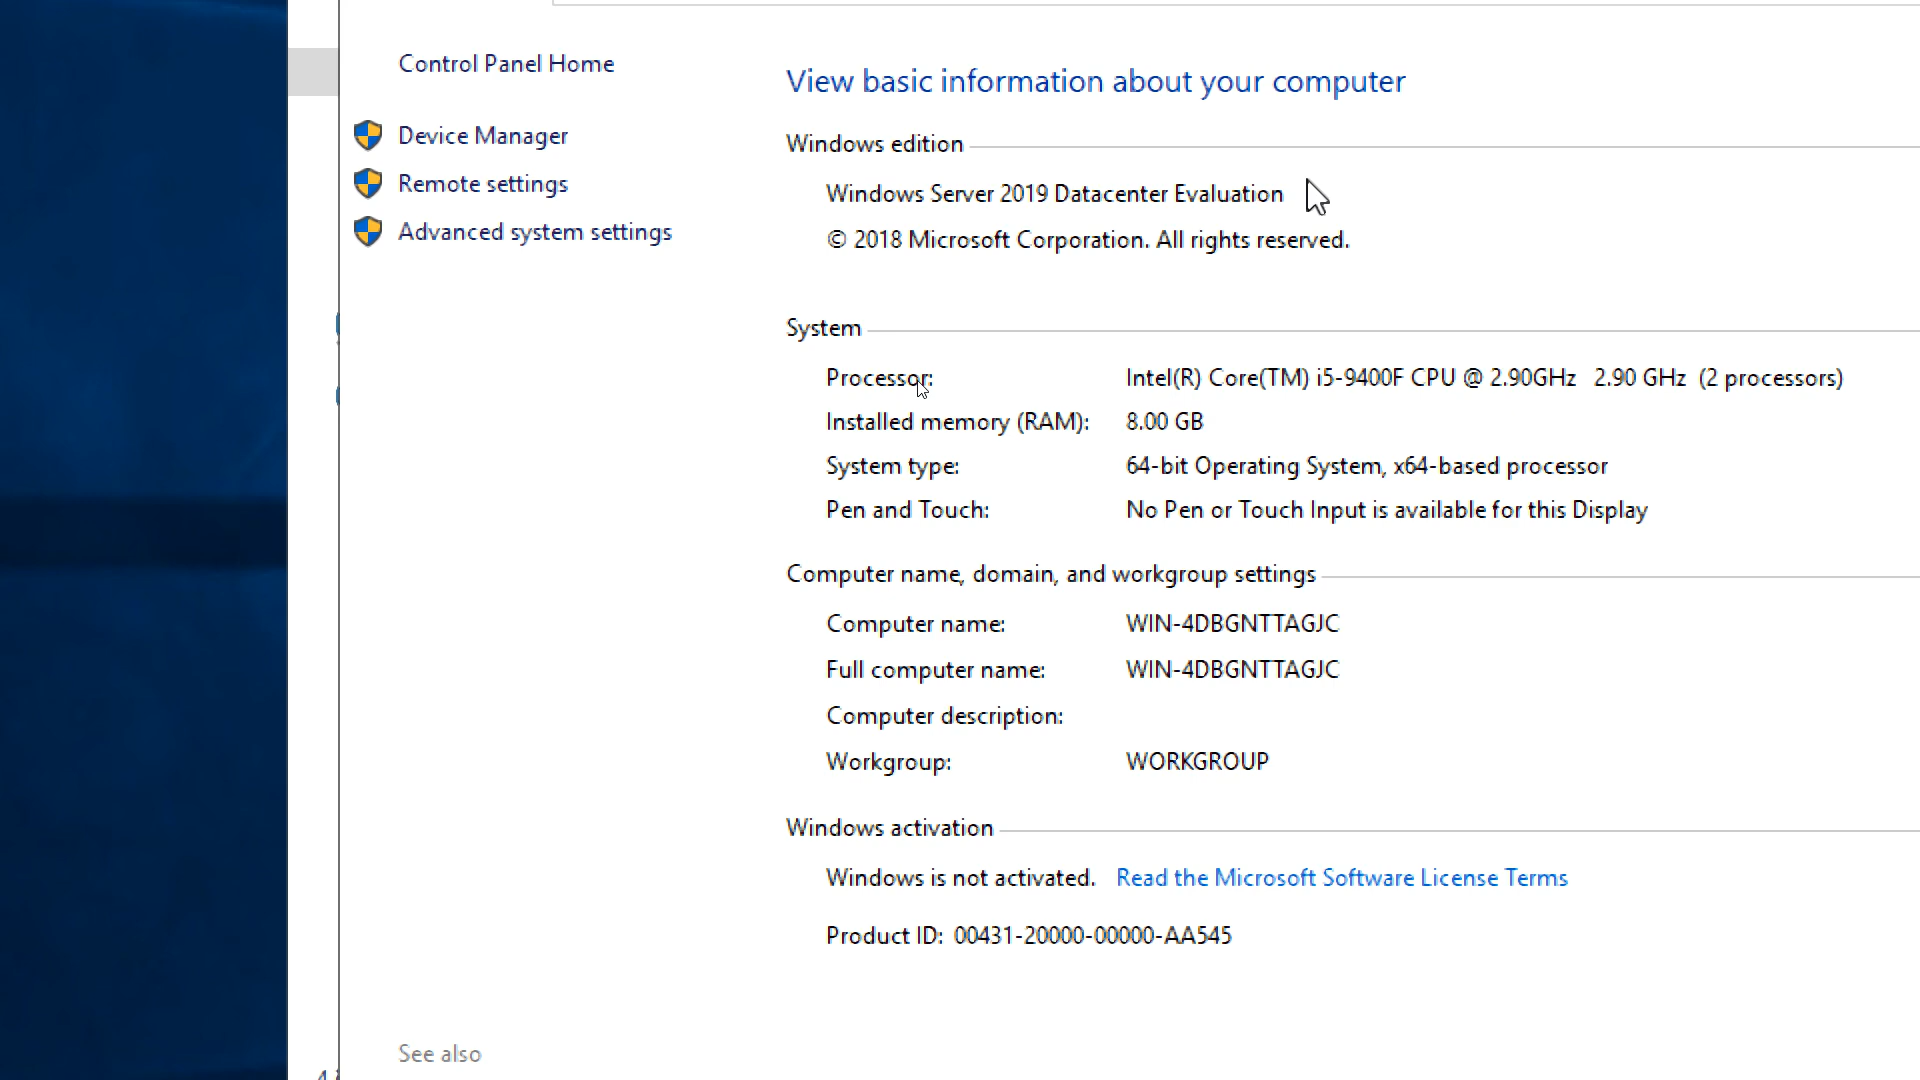 Control Panel Home
Device Manager
Remote settings
Advanced system settings
See also
View basic information about your computer
Windows edition
Windows Server 2019 Datacenter Evaluation
© 2018 Microsoft Corporation. All rights reserved.
System
Processor: Intel(R) Core(TM) i5-9400F CPU @ 2.90GHz 2.90 GHz (2 processors)
Installed memory (RAM): 8.00 GB
System type: 64-bit Operating System, x64-based processor
Pen and Touch: No Pen or Touch Input is available for this Display
Computer name, domain, and workgroup settings
Computer name: WIN-4DBGNTTAGJC
Full computer name: WIN-4DBGNTTAGJC
Computer description:
Workgroup: WORKGROUP
Windows activation
Windows is not activated. Read the Microsoft Software License Terms
Product ID: 00431-20000-00000-AA545